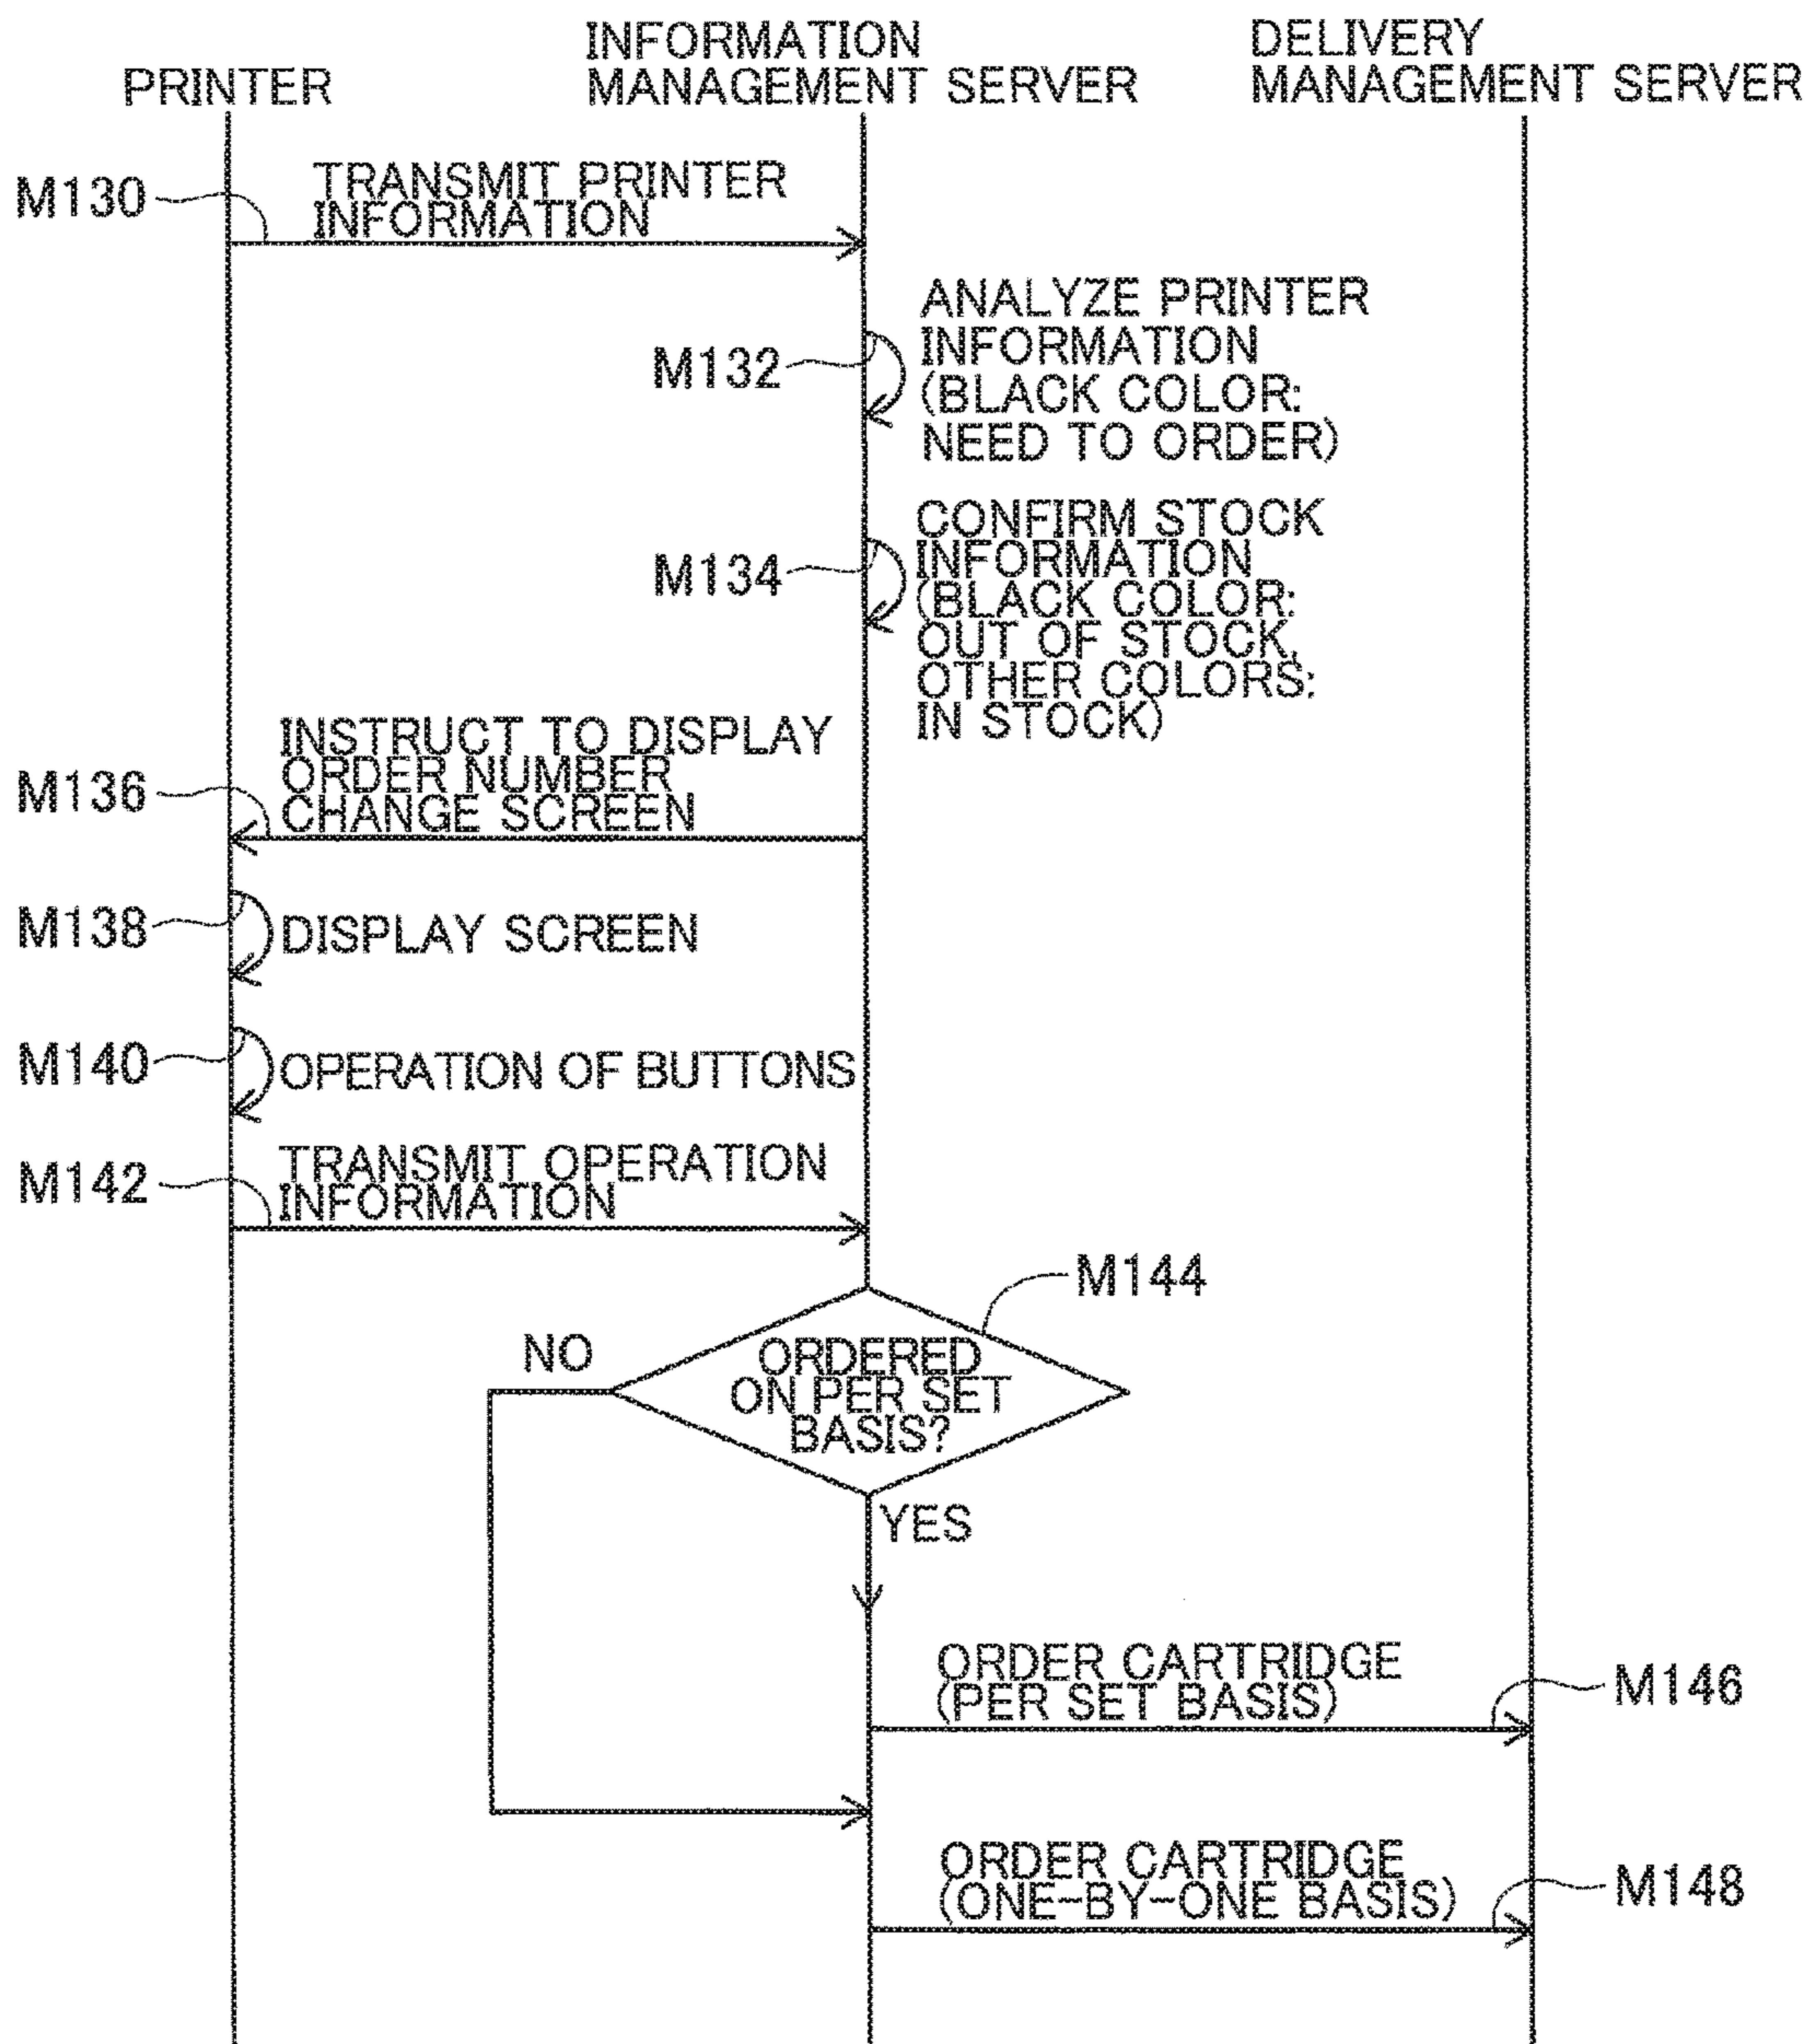 PRINTER
INFORMATION
MANAGEMENT SERVER
DELIVERY
MANAGEMENT SERVER
M130
TRANSMIT PRINTER
INFORMATION
M132
ANALYZE PRINTER
INFORMATION
(BLACK COLOR:
NEED TO ORDER)
M134
CONFIRM STOCK
INFORMATION
(BLACK COLOR:
OUT OF STOCK,
OTHER COLORS:
IN STOCK)
M136
INSTRUCT TO DISPLAY
ORDER NUMBER
CHANGE SCREEN
M138
DISPLAY SCREEN
M140
OPERATION OF BUTTONS
M142
TRANSMIT OPERATION
INFORMATION
M144
NO
ORDERED
ON PER SET
BASIS?
YES
ORDER CARTRIDGE
(PER SET BASIS)
M146
ORDER CARTRIDGE
(ONE-BY-ONE BASIS)
M148